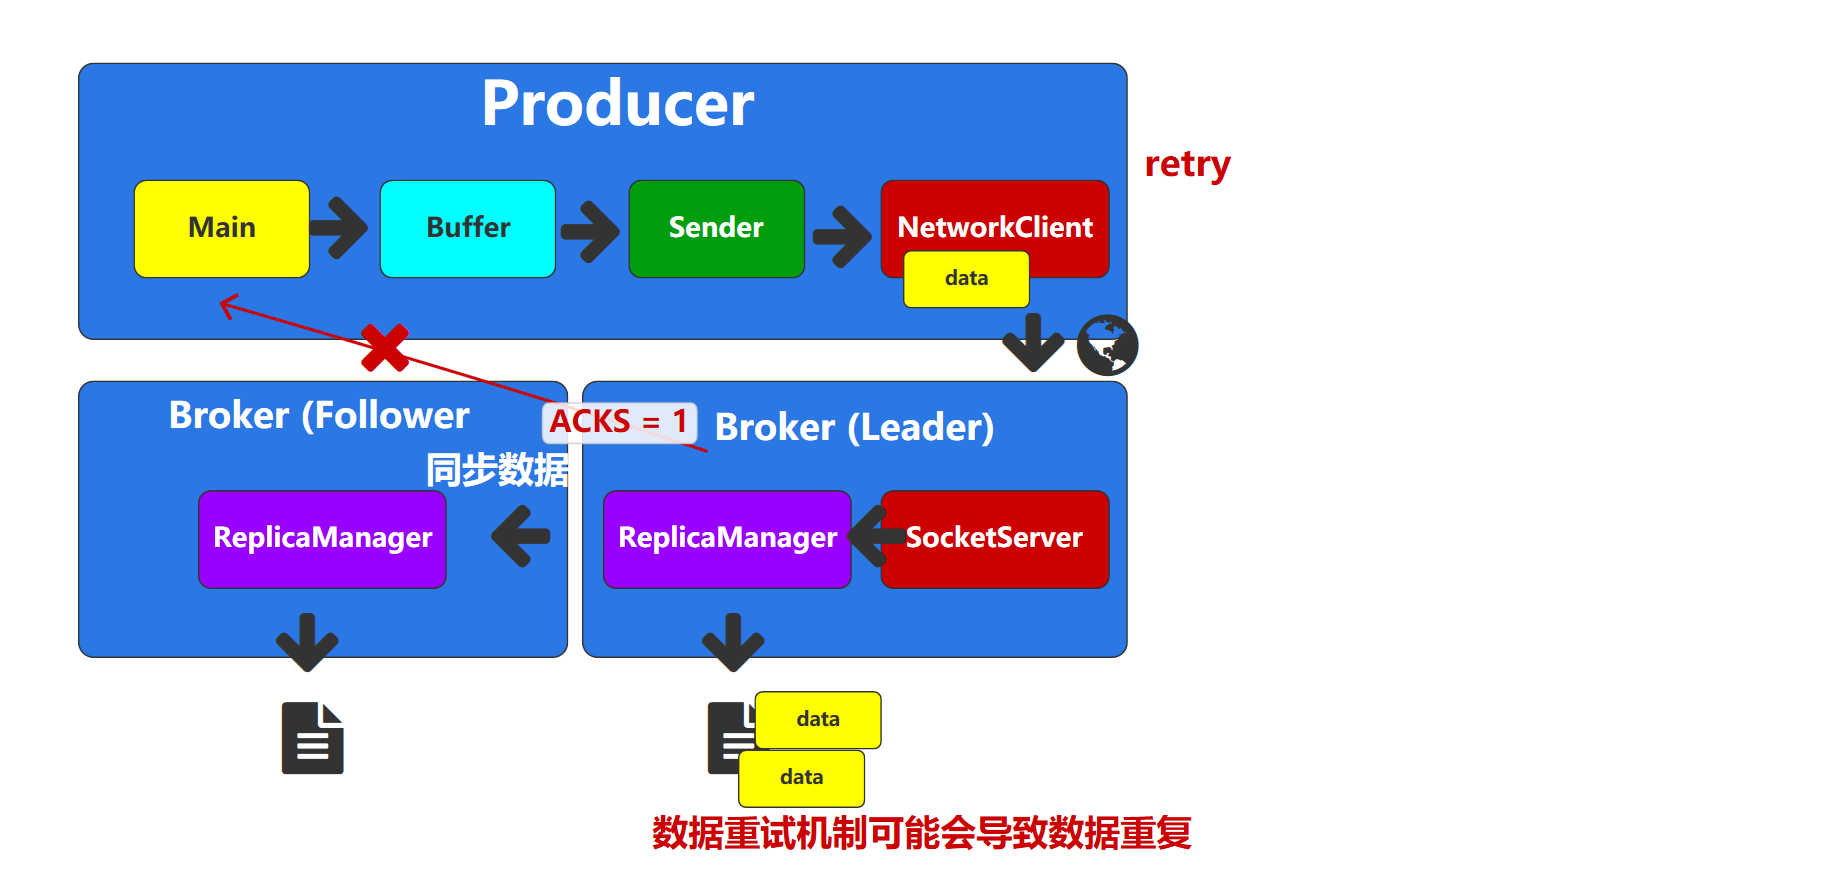 Producer
retry
Main
Buffer
Sender
NetworkClient
data
Broker (Follower
ACKS = 1
Broker (Leader)
同步数据
ReplicaManager
ReplicaManager
SocketServer
data
data
数据重试机制可能会导致数据重复